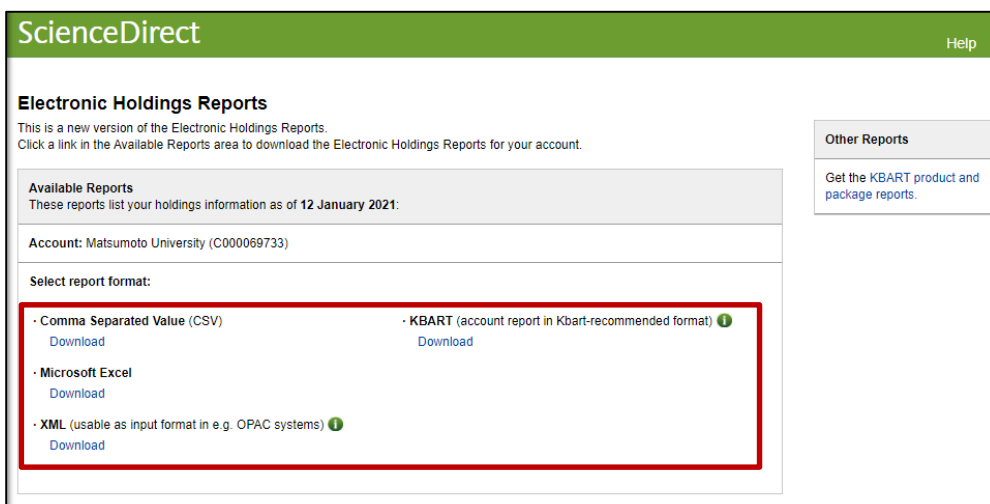 ScienceDirect
Help
Electronic Holdings Reports
This is a new version of the Electronic Holdings Reports.
Click a link in the Available Reports area to download the Electronic Holdings Reports for your account.
Available Reports
These reports list your holdings information as of 12 January 2021:
Account: Matsumoto University (C000069733)
Select report format:
· Comma Separated Value (CSV)
Download
· Microsoft Excel
Download
· XML (usable as input format in e.g. OPAC systems) i
Download
· KBART (account report in Kbart-recommended format) i
Download
Other Reports
Get the KBART product and
package reports.